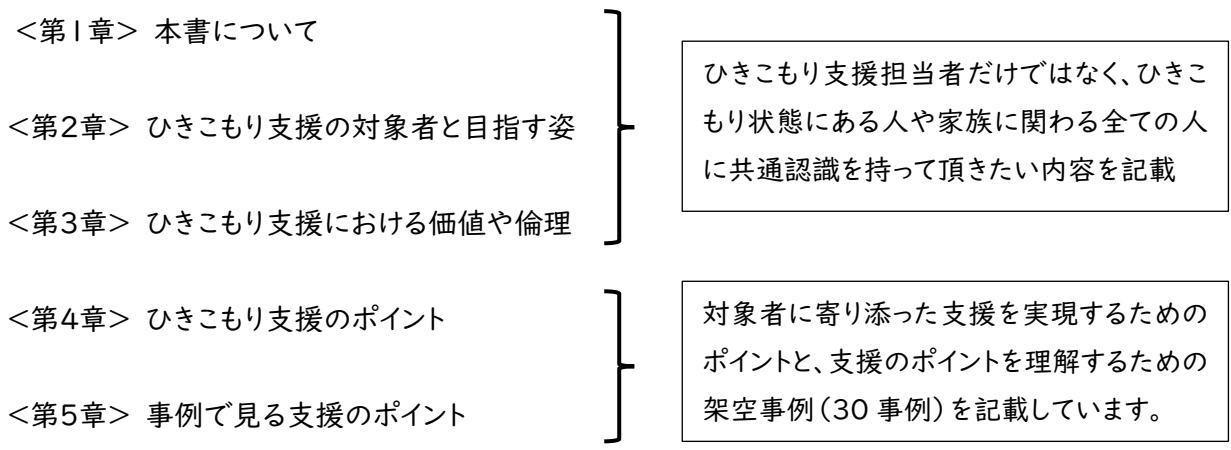 <第1章> 本書について
<第2章> ひきこもり支援の対象者と目指す姿
<第3章> ひきこもり支援における価値や倫理
ひきこもり支援担当者だけではなく、ひきこ
もり状態にある人や家族に関わる全ての人
に共通認識を持って頂きたい内容を記載
<第4章> ひきこもり支援のポイント
<第5章> 事例で見る支援のポイント
対象者に寄り添った支援を実現するための
ポイントと、支援のポイントを理解するための
架空事例(30 事例)を記載しています。